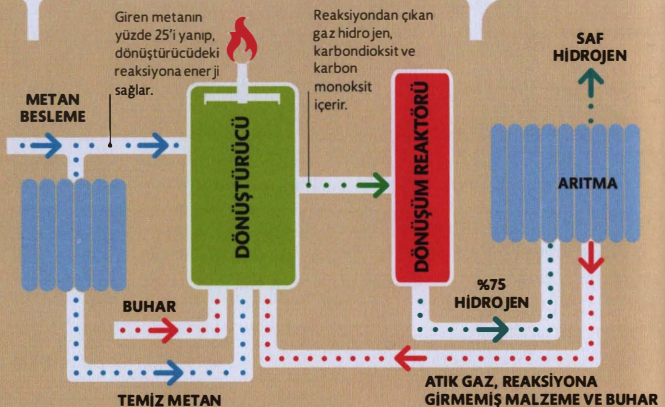 Giren metanın
yüzde 25'i yanıp,
dönüştürücüdeki
reaksiyona enerji
sağlar.
Reaksiyondan çıkan
gaz hidrojen,
karbondioksit ve
karbon
monoksit
içerir.
SAF
HİDROJEN
METAN
BESLEME
DÖNÜŞTÜRÜCÜ
DÖNÜŞÜM REAKTÖRÜ
ARITMA
BUHAR
%75
HİDROJEN
TEMİZ METAN
ATIK GAZ, REAKSİYONA
GİRMEMİŞ MALZEME VE BUHAR